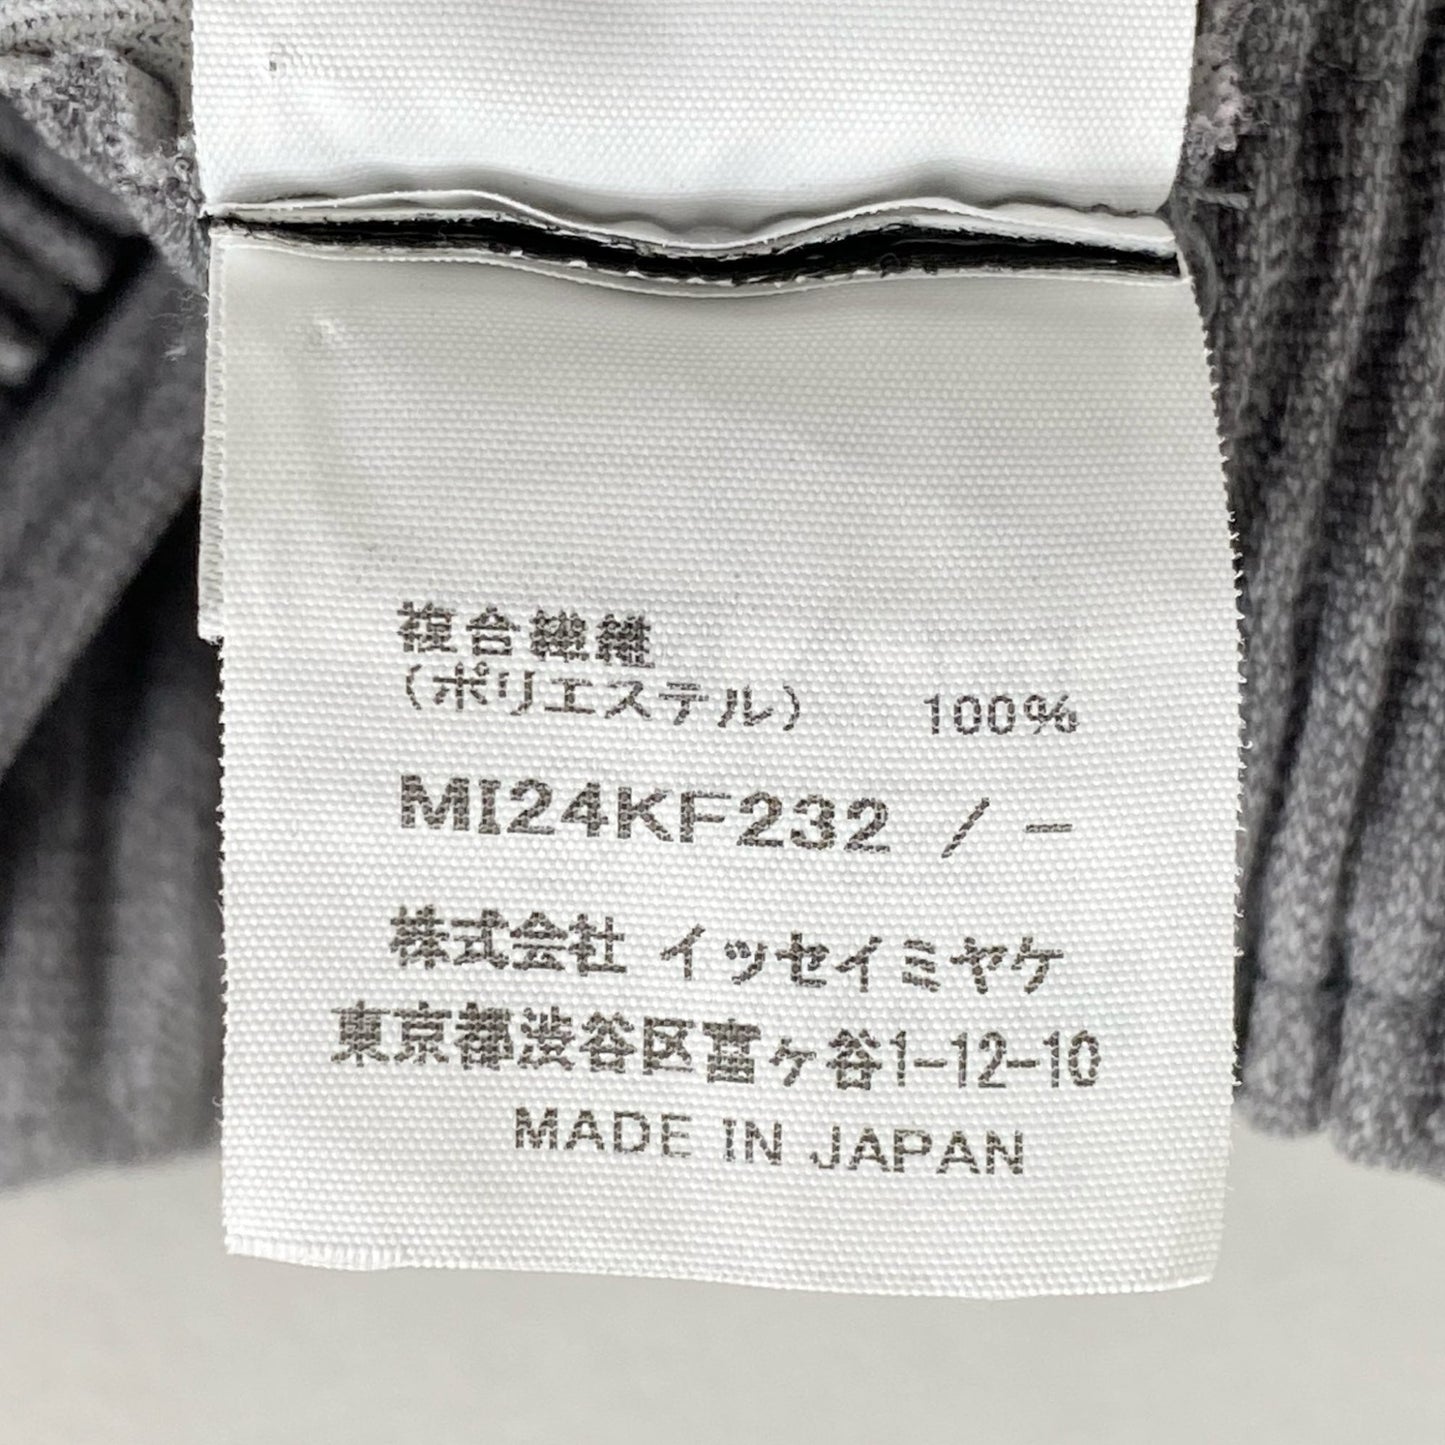 複合繊維
(ポリエステル) 100%
MI24KF232 / -
株式会社 イッセイミヤケ
東京都渋谷区富ヶ谷1-12-10
MADE IN JAPAN